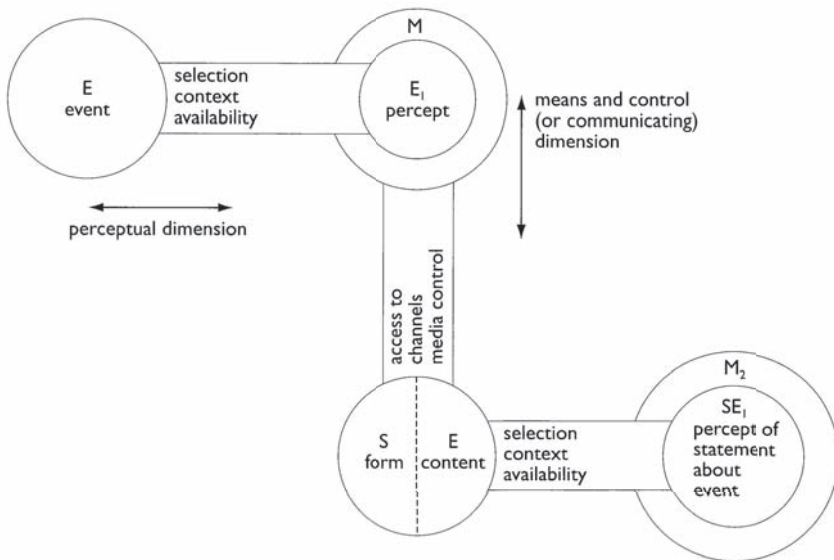 E
event
selection
context
availability
M
E₁
percept
means and control
(or communicating)
dimension
perceptual dimension
access to
channels
media control
S
form
E
content
selection
context
availability
M₂
SE₁
percept of
statement
about
event